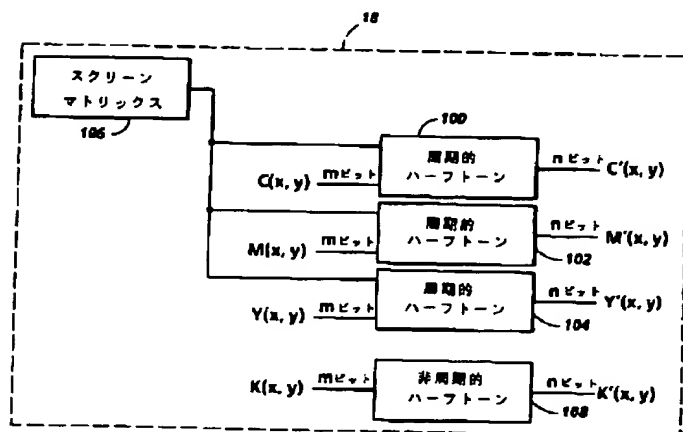 18
スクリーン
マトリックス
106
100
周期的
ハーフトーン
C(x, y)
mビット
nビット
C'(x, y)
周期的
ハーフトーン
M(x, y)
mビット
nビット
M'(x, y)
102
周期的
ハーフトーン
Y(x, y)
mビット
nビット
Y'(x, y)
104
非周期的
ハーフトーン
K(x, y)
mビット
nビット
K'(x, y)
108